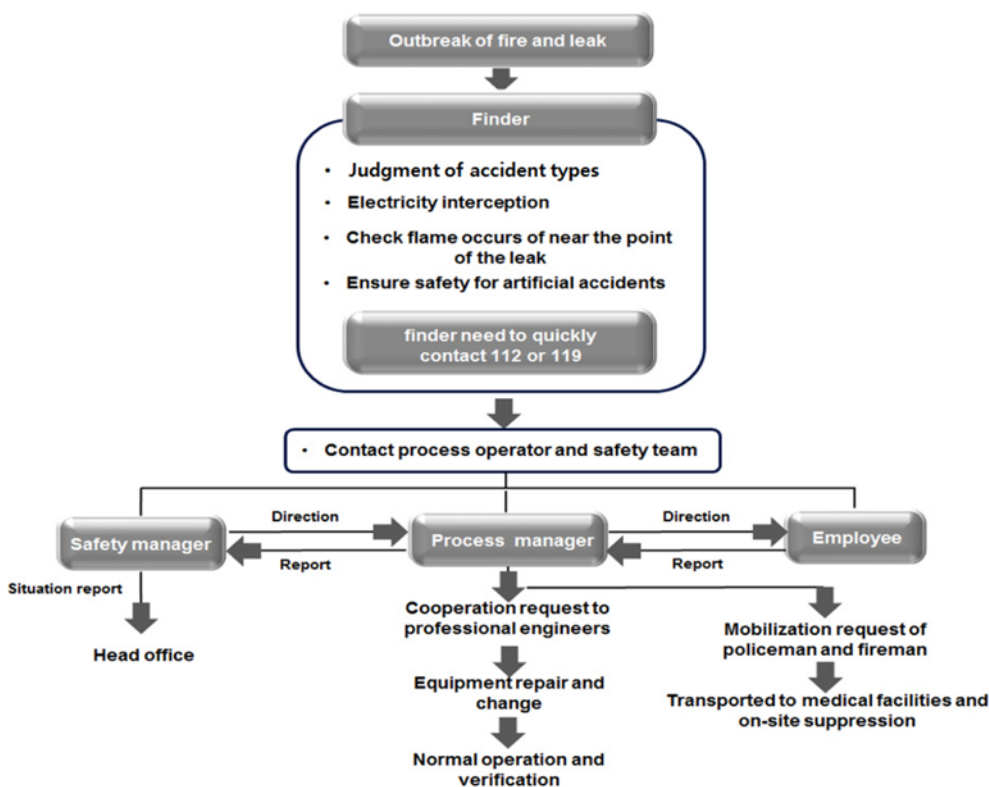 Outbreak of fire and leak
Finder
· Judgment of accident types
· Electricity interception
· Check flame occurs of near the point
of the leak
· Ensure safety for artificial accidents
finder need to quickly
contact 112 or 119
· Contact process operator and safety team
Safety manager
Direction
Report
Process manager
Direction
Report
Employee
Situation report
Head office
Cooperation request to
professional engineers
Equipment repair and
change
Normal operation and
verification
Mobilization request of
policeman and fireman
Transported to medical facilities and
on-site suppression